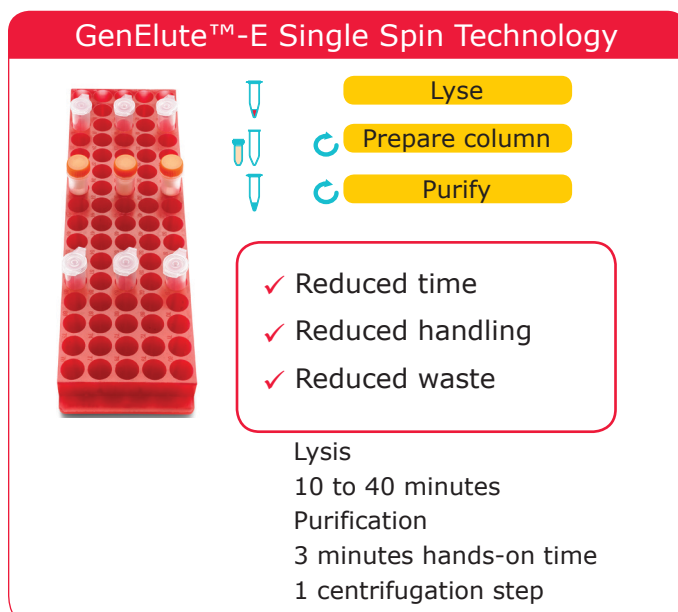 GenElute™-E Single Spin Technology
Lyse
Prepare column
Purify
✓ Reduced time
✓ Reduced handling
✓ Reduced waste
Lysis
10 to 40 minutes
Purification
3 minutes hands-on time
1 centrifugation step